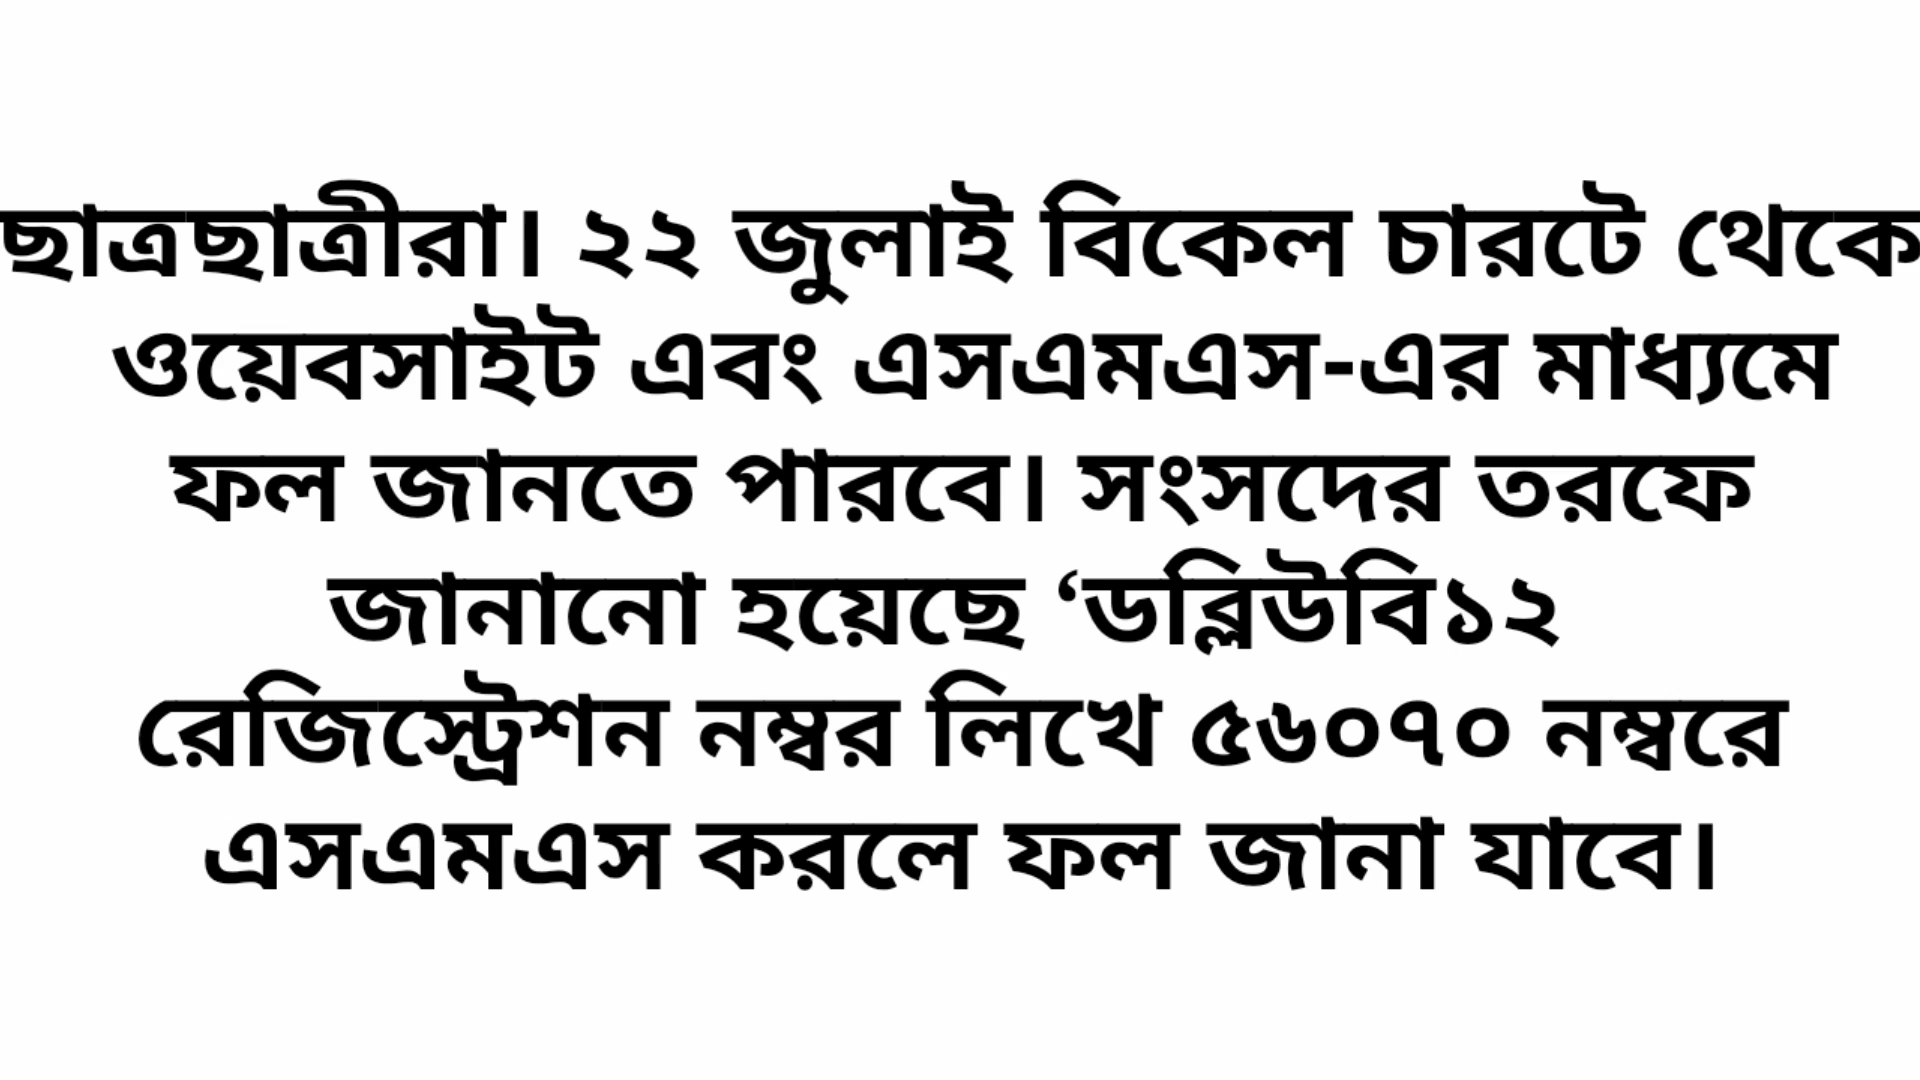 ছাত্রছাত্রীরা। ২২ জুলাই বিকেল চারটে থেকে
ওয়েবসাইট এবং এসএমএস-এর মাধ্যমে
ফল জানতে পারবে। সংসদের তরফে
জানানো হয়েছে ‘ডব্লিউবি১২
রেজিস্ট্রেশন নম্বর লিখে ৫৬০৭০ নম্বরে
এসএমএস করলে ফল জানা যাবে।